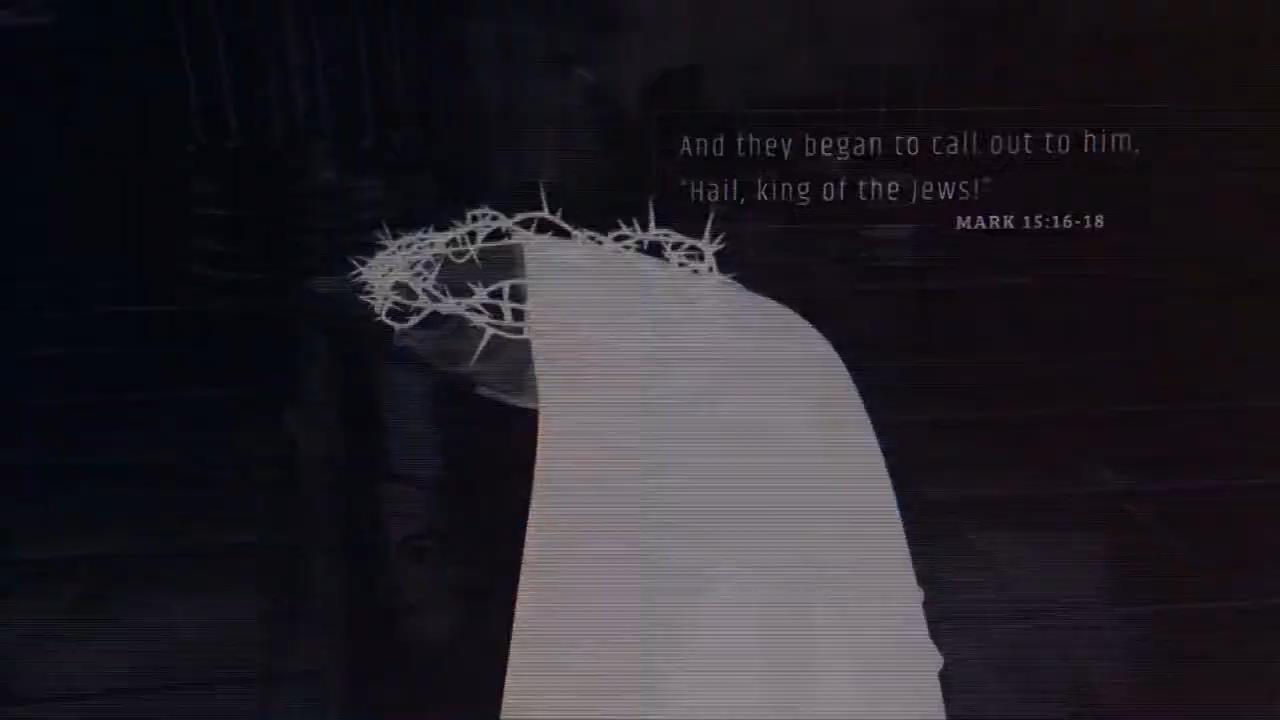 And they began to call out to him,
"Hail, king of the Jews!"
MARK 15:16-18